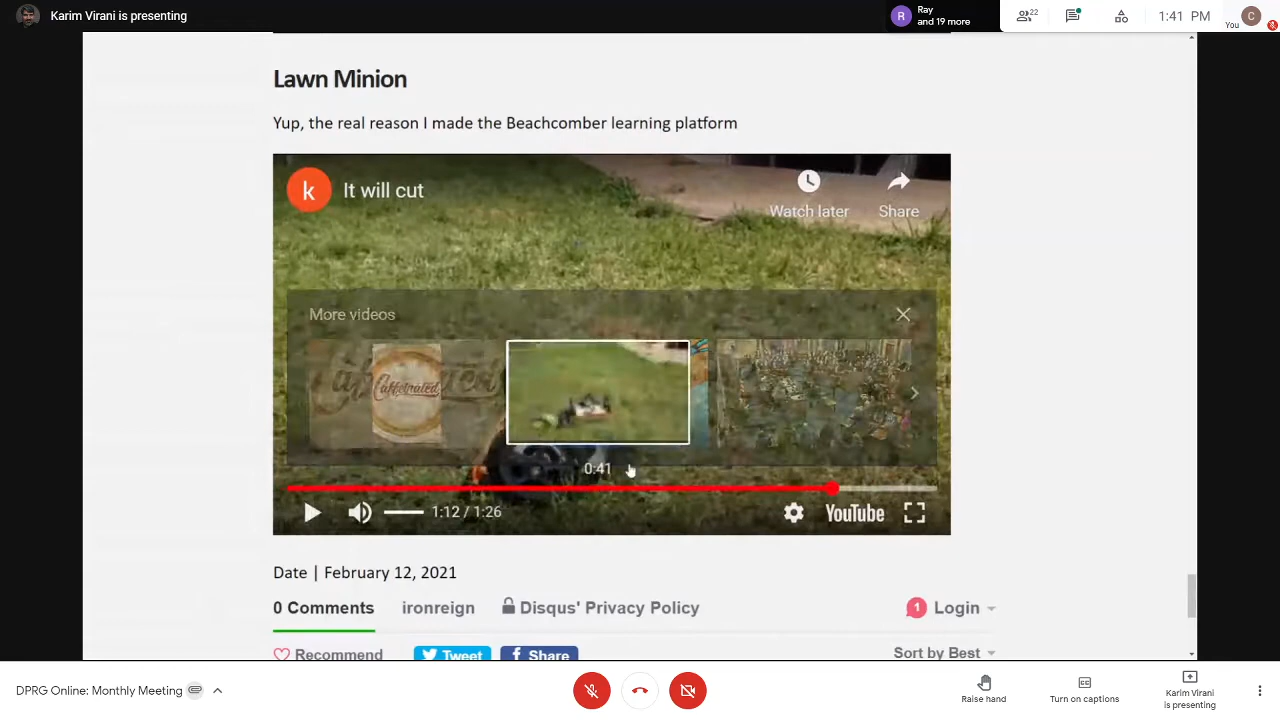 Karim Virani is presenting
R
Ray
and 19 more
22
1:41 PM
C
You
Lawn Minion
Yup, the real reason I made the Beachcomber learning platform
k
It will cut
Watch later
Share
More videos
Caffeinated
0:41
1:12 / 1:26
YouTube
Date | February 12, 2021
0 Comments
ironreign
Disqus' Privacy Policy
1
Login
Recommend
Tweet
f Share
Sort by Best
DPRG Online: Monthly Meeting
Raise hand
Turn on captions
Karim Virani
is presenting